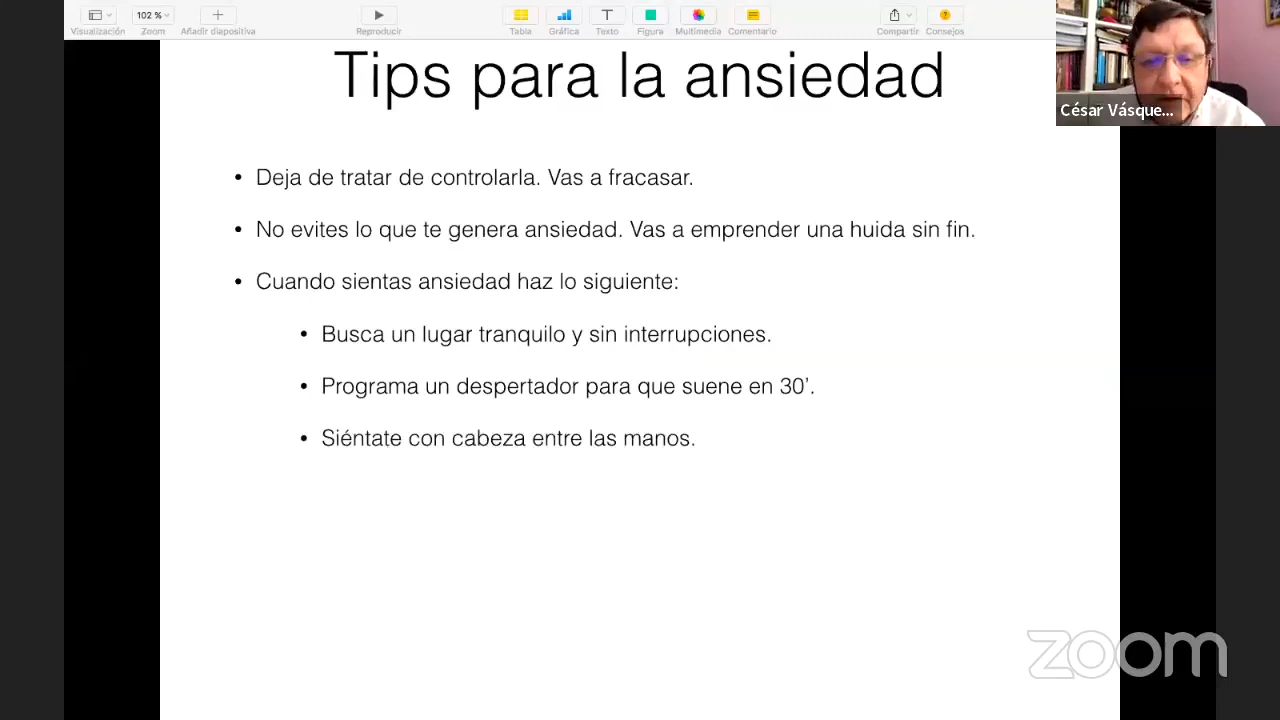 102 %
Visualización
Zoom
Añadir diapositiva
Reproducir
Tabla
Gráfica
Texto
Figura
Multimedia
Comentario
Compartir
Consejos
César Vásque...
Tips para la ansiedad
• Deja de tratar de controlarla. Vas a fracasar.
• No evites lo que te genera ansiedad. Vas a emprender una huida sin fin.
• Cuando sientas ansiedad haz lo siguiente:
• Busca un lugar tranquilo y sin interrupciones.
• Programa un despertador para que suene en 30’.
• Siéntate con cabeza entre las manos.
zoom